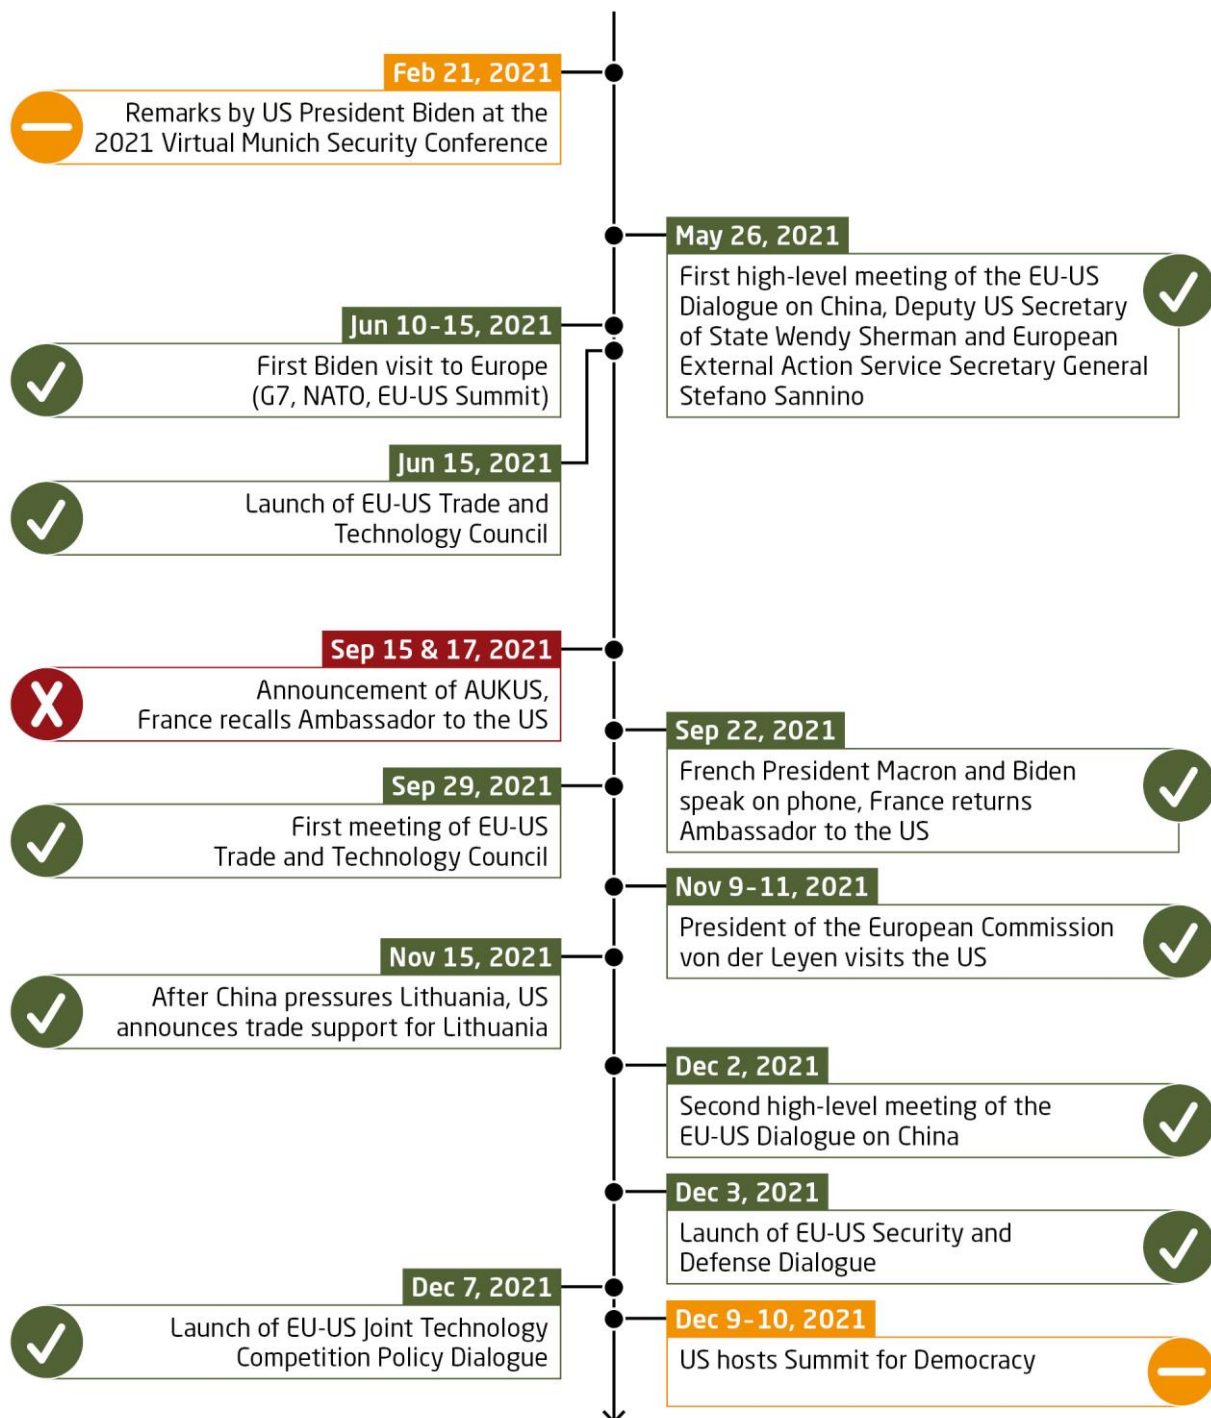 Feb 21, 2021
Remarks by US President Biden at the
2021 Virtual Munich Security Conference
May 26, 2021
First high-level meeting of the EU-US
Dialogue on China, Deputy US Secretary
of State Wendy Sherman and European
External Action Service Secretary General
Stefano Sannino
Jun 10–15, 2021
First Biden visit to Europe
(G7, NATO, EU-US Summit)
Jun 15, 2021
Launch of EU-US Trade and
Technology Council
Sep 15 & 17, 2021
Announcement of AUKUS,
France recalls Ambassador to the US
Sep 22, 2021
French President Macron and Biden
speak on phone, France returns
Ambassador to the US
Sep 29, 2021
First meeting of EU-US
Trade and Technology Council
Nov 9–11, 2021
President of the European Commission
von der Leyen visits the US
Nov 15, 2021
After China pressures Lithuania, US
announces trade support for Lithuania
Dec 2, 2021
Second high-level meeting of the
EU-US Dialogue on China
Dec 3, 2021
Launch of EU-US Security and
Defense Dialogue
Dec 7, 2021
Launch of EU-US Joint Technology
Competition Policy Dialogue
Dec 9–10, 2021
US hosts Summit for Democracy